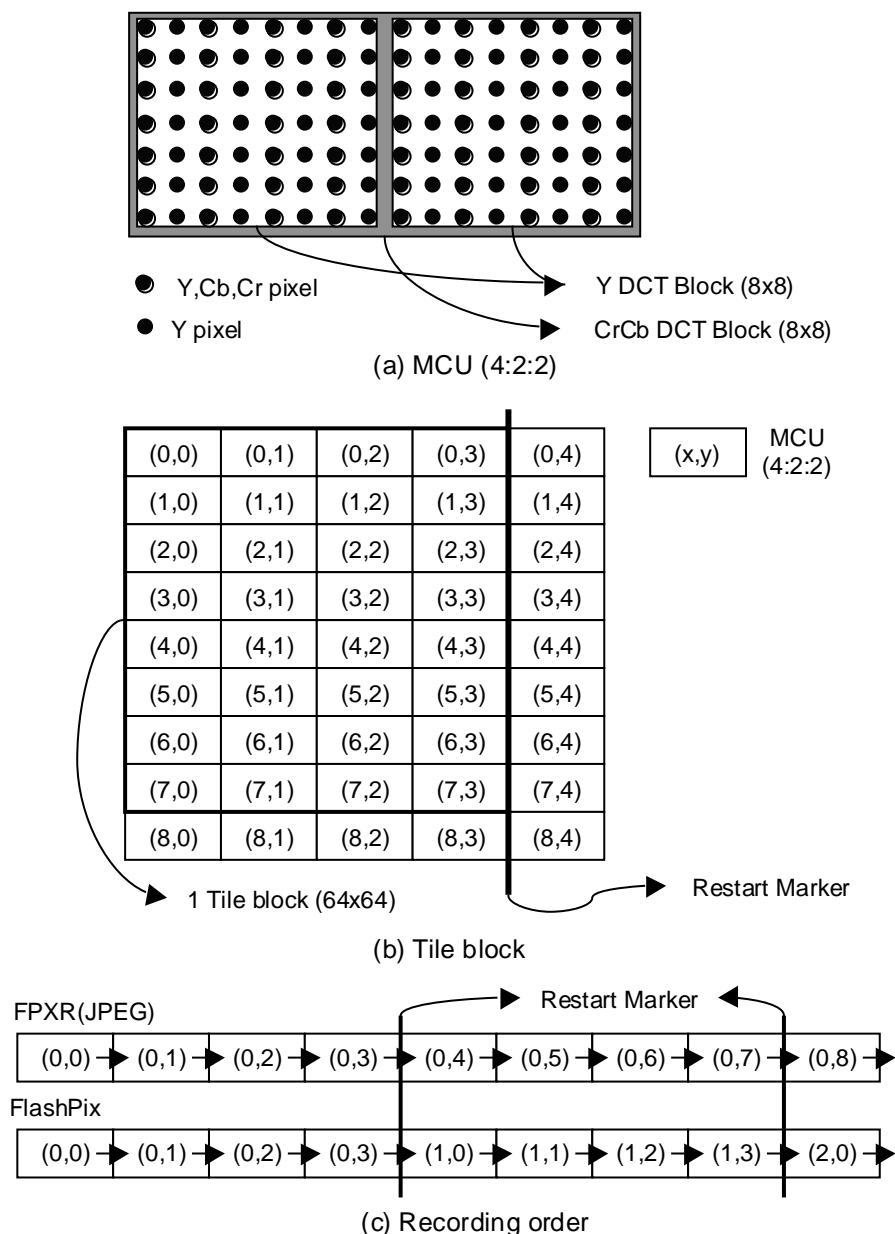 Y,Cb,Cr pixel
Y DCT Block (8x8)
Y pixel
CrCb DCT Block (8x8)
(a) MCU (4:2:2)
(0,0) (0,1) (0,2) (0,3) (0,4)
(x,y)
MCU
(4:2:2)
(1,0) (1,1) (1,2) (1,3) (1,4)
(2,0) (2,1) (2,2) (2,3) (2,4)
(3,0) (3,1) (3,2) (3,3) (3,4)
(4,0) (4,1) (4,2) (4,3) (4,4)
(5,0) (5,1) (5,2) (5,3) (5,4)
(6,0) (6,1) (6,2) (6,3) (6,4)
(7,0) (7,1) (7,2) (7,3) (7,4)
(8,0) (8,1) (8,2) (8,3) (8,4)
1 Tile block (64x64)
Restart Marker
(b) Tile block
Restart Marker
FPXR(JPEG)
(0,0) (0,1) (0,2) (0,3) (0,4) (0,5) (0,6) (0,7) (0,8)
FlashPix
(0,0) (0,1) (0,2) (0,3) (1,0) (1,1) (1,2) (1,3) (2,0)
(c) Recording order